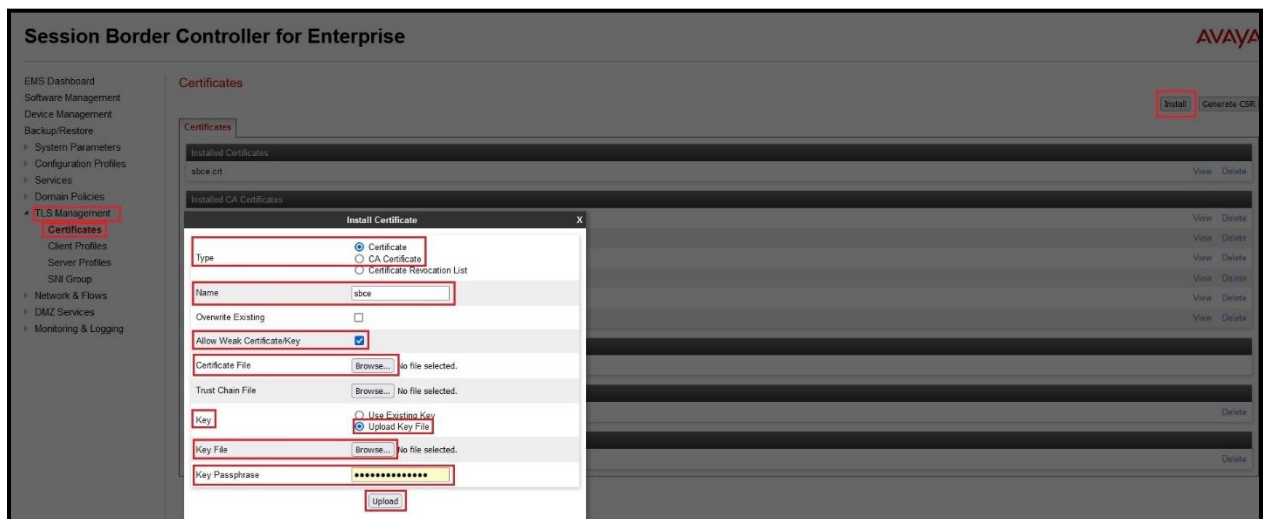 Session Border Controller for Enterprise
AVAYA
EMS Dashboard
Software Management
Device Management
Backup/Restore
System Parameters
Configuration Profiles
Services
Domain Policies
TLS Management
Certificates
Client Profiles
Server Profiles
SNI Group
Network & Flows
DMZ Services
Monitoring & Logging
Certificates
Install Generate CSR
Certificates
Installed Certificates
sbce.crt View Delete
Installed CA Certificates
View Delete
View Delete
View Delete
View Delete
View Delete
View Delete
Delete
Delete
Install Certificate X
Type
Certificate
CA Certificate
Certificate Revocation List
Name sbce
Overwrite Existing
Allow Weak Certificate/Key
Certificate File Browse... No file selected.
Trust Chain File Browse... No file selected.
Key
Use Existing Key
Upload Key File
Key File Browse... No file selected.
Key Passphrase ••••••••••••••
Upload